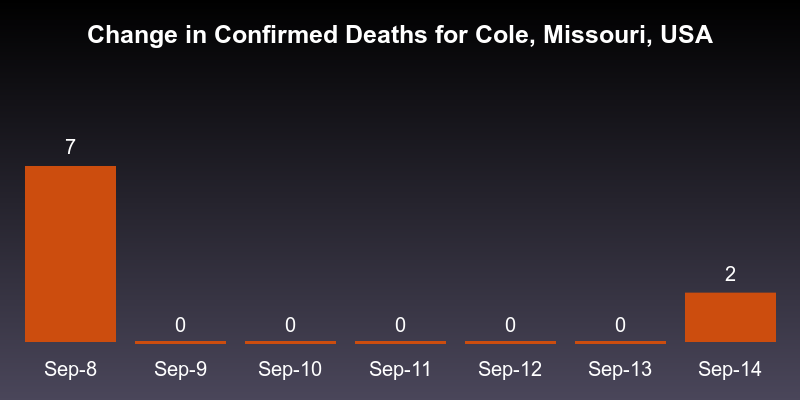 Change in Confirmed Deaths for Cole, Missouri, USA
7
2
0 0 0 0 0
Sep-8 Sep-9 Sep-10 Sep-11 Sep-12 Sep-13 Sep-14